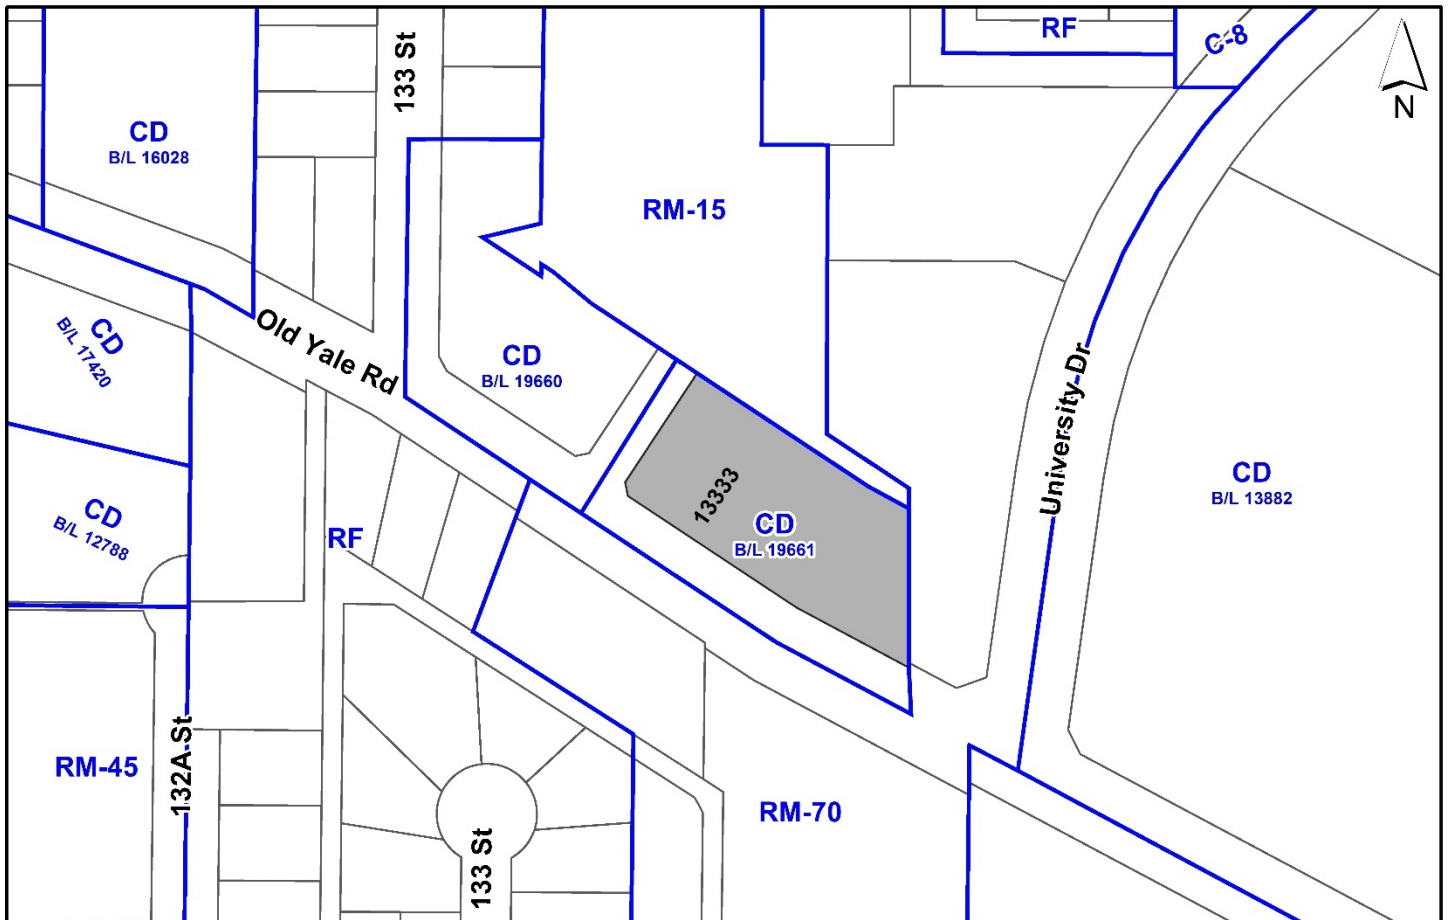 RF
C-8
133 St
N
CD
B/L 16028
RM-15
CD
B/L 17420
Old Yale Rd
CD
B/L 19660
University Dr
CD
B/L 13882
13333
CD
B/L 19661
CD
B/L 12788
RF
132A St
RM-45
133 St
RM-70